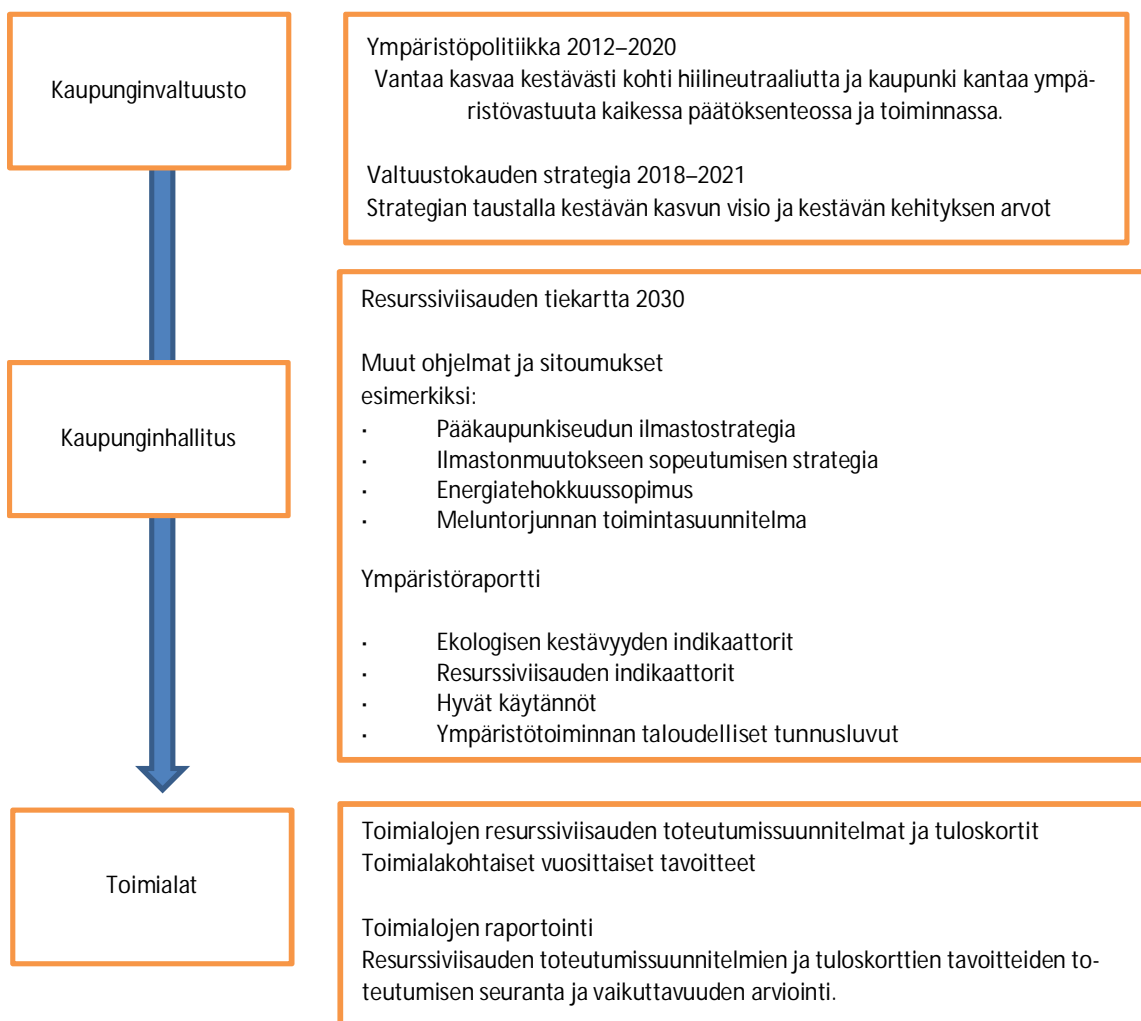 Kaupunginvaltuusto
Ympäristöpolitiikka 2012–2020
Vantaa kasvaa kestävästi kohti hiilineutraaliutta ja kaupunki kantaa ympä-
ristövastuuta kaikessa päätöksenteossa ja toiminnassa.
Valtuustokauden strategia 2018–2021
Strategian taustalla kestävän kasvun visio ja kestävän kehityksen arvot
Kaupunginhallitus
Resurssiviisauden tiekartta 2030
Muut ohjelmat ja sitoumukset
esimerkiksi:
· Pääkaupunkiseudun ilmastostrategia
· Ilmastonmuutokseen sopeutumisen strategia
· Energiatehokkuussopimus
· Meluntorjunnan toimintasuunnitelma
Ympäristöraportti
· Ekologisen kestävyyden indikaattorit
· Resurssiviisauden indikaattorit
· Hyvät käytännöt
· Ympäristötoiminnan taloudelliset tunnusluvut
Toimialat
Toimialojen resurssiviisauden toteutumissuunnitelmat ja tuloskortit
Toimialakohtaiset vuosittaiset tavoitteet
Toimialojen raportointi
Resurssiviisauden toteutumissuunnitelmien ja tuloskorttien tavoitteiden to-
teutumisen seuranta ja vaikuttavuuden arviointi.